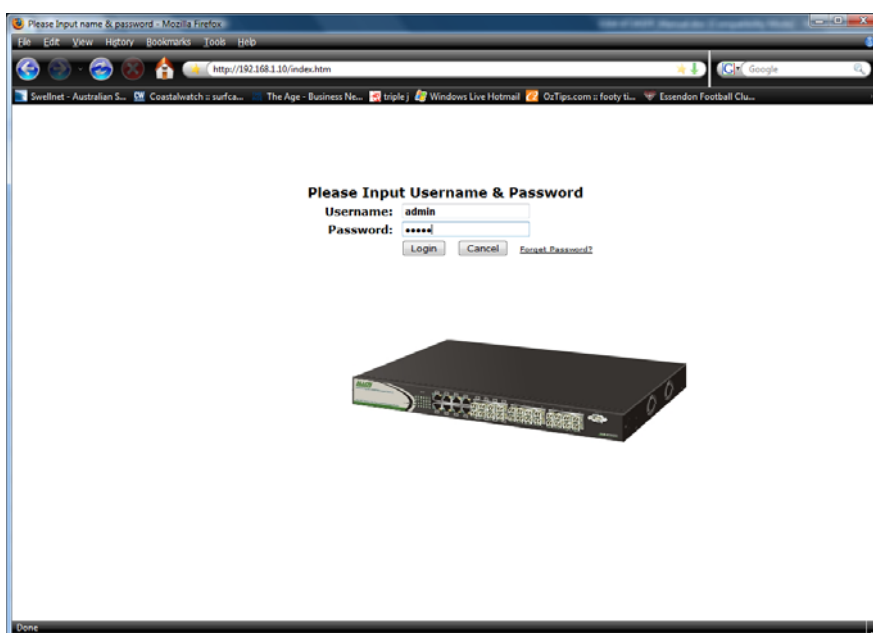 Please Input name & password - Mozilla Firefox
File Edit View History Bookmarks Tools Help
http://192.168.1.10/index.htm
Google
Swellnet - Australian S... Coastalwatch :: surfca... The Age - Business Ne... triple j Windows Live Hotmail OzTips.com :: footy ti... Essendon Football Clu...
Please Input Username & Password
Username: admin
Password: •••••
Login Cancel Forget Password?
Done